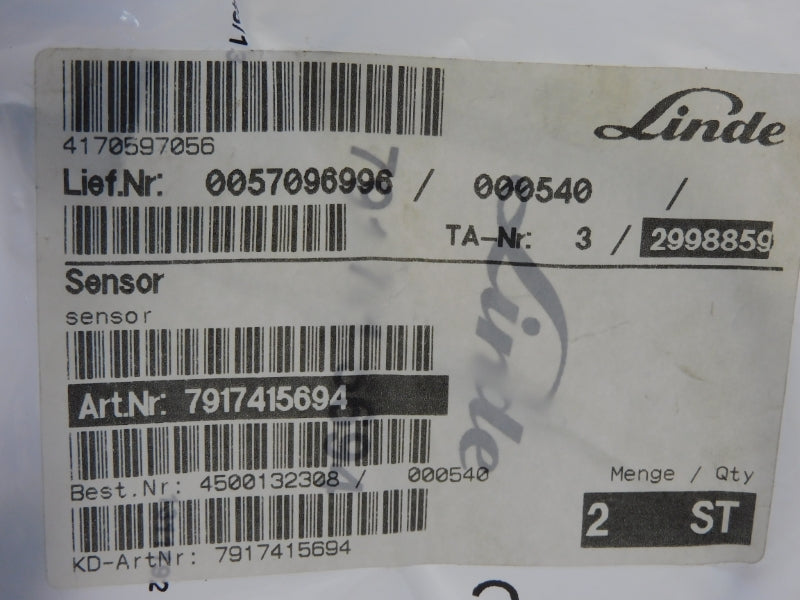 Linde
4170597056
Lief.Nr: 0057096996 / 000540 /
TA-Nr: 3 / 2998859
Sensor
sensor
Linde
Art.Nr: 7917415694
Best.Nr: 4500132308 / 000540
Menge / Qty
2 ST
KD-ArtNr: 7917415694